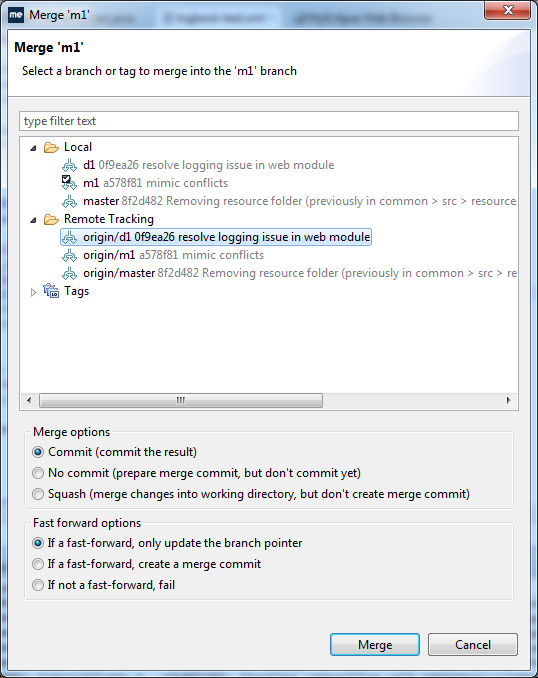 me Merge 'm1'
Merge 'm1'
Select a branch or tag to merge into the 'm1' branch
type filter text
Local
d1 0f9ea26 resolve logging issue in web module
m1 a578f81 mimic conflicts
master 8f2d482 Removing resource folder (previously in common > src > resource
Remote Tracking
origin/d1 0f9ea26 resolve logging issue in web module
origin/m1 a578f81 mimic conflicts
origin/master 8f2d482 Removing resource folder (previously in common > src > re
Tags
Merge options
Commit (commit the result)
No commit (prepare merge commit, but don't commit yet)
Squash (merge changes into working directory, but don't create merge commit)
Fast forward options
If a fast-forward, only update the branch pointer
If a fast-forward, create a merge commit
If not a fast-forward, fail
Merge Cancel